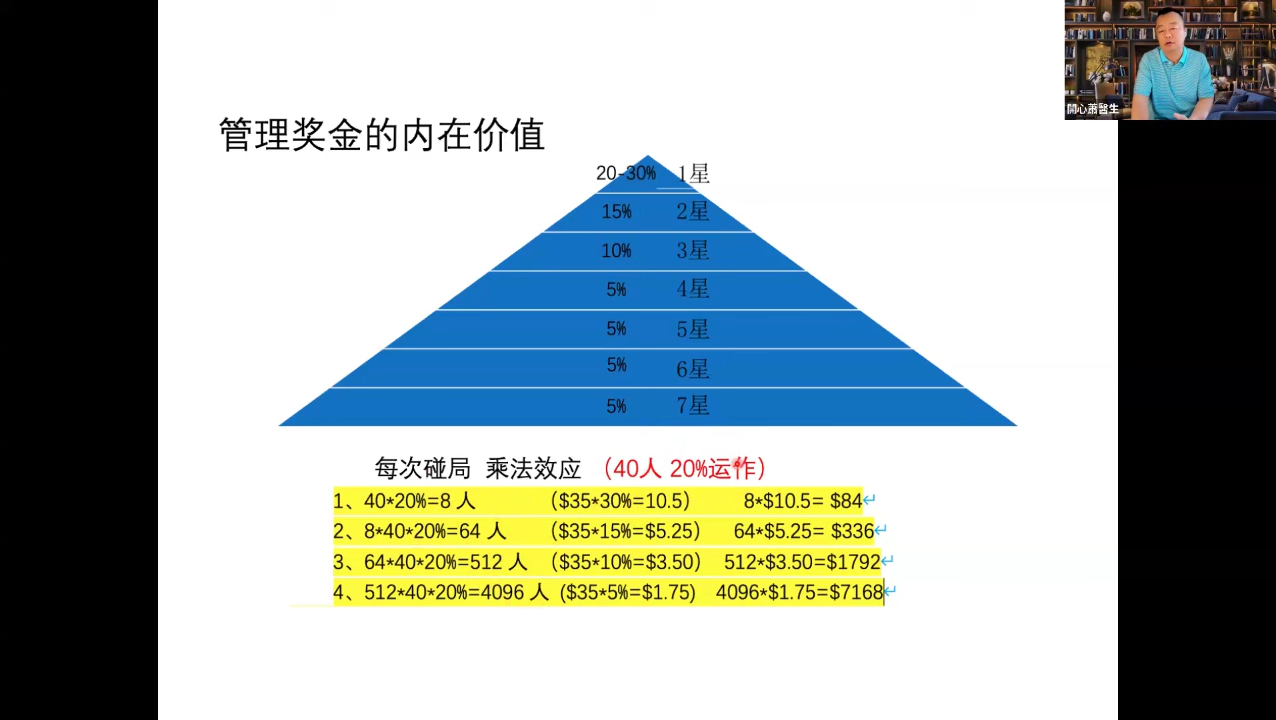 開心蕭醫生
管理奖金的内在价值
20-30% 1星
15% 2星
10% 3星
5% 4星
5% 5星
5% 6星
5% 7星
每次碰局 乘法效应 （40人 20%运作）
1、40*20%=8 人 （$35*30%=10.5） 8*$10.5= $84
2、8*40*20%=64 人 （$35*15%=$5.25） 64*$5.25= $336
3、64*40*20%=512 人 （$35*10%=$3.50） 512*$3.50=$1792
4、512*40*20%=4096 人 ($35*5%=$1.75) 4096*$1.75=$7168